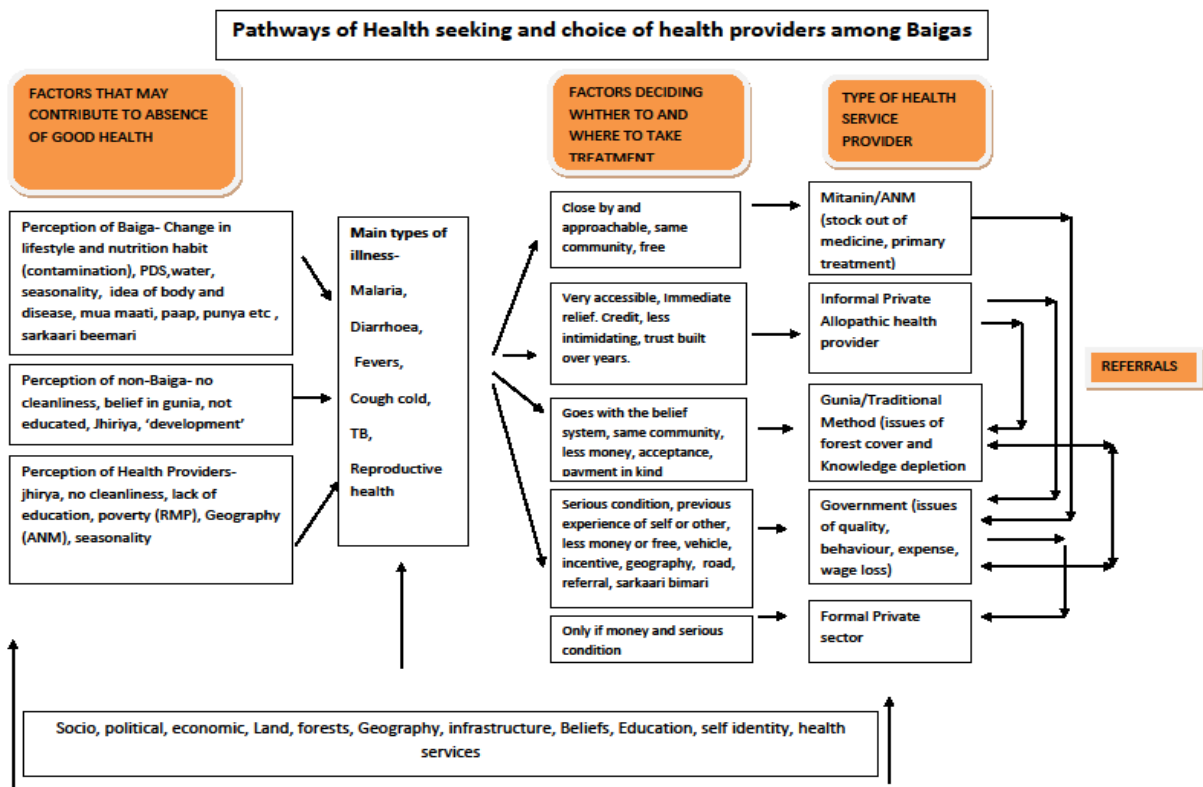 Pathways of Health seeking and choice of health providers among Baigas
FACTORS THAT MAY
CONTRIBUTE TO ABSENCE
OF GOOD HEALTH
FACTORS DECIDING
WHTHER TO AND
WHERE TO TAKE
TREATMENT
TYPE OF HEALTH
SERVICE
PROVIDER
Perception of Baiga- Change in
lifestyle and nutrition habit
(contamination), PDS,water,
seasonality, idea of body and
disease, mua maati, paap, punya etc ,
sarkaari beemari
Perception of non-Baiga- no
cleanliness, belief in gunia, not
educated, Jhiriya, ‘development’
Perception of Health Providers-
jhirya, no cleanliness, lack of
education, poverty (RMP), Geography
(ANM), seasonality
Main types of
illness-
Malaria,
Diarrhoea,
Fevers,
Cough cold,
TB,
Reproductive
health
Close by and
approachable, same
community, free
Very accessible, Immediate
relief. Credit, less
intimidating, trust built
over years.
Goes with the belief
system, same community,
less money, acceptance,
payment in kind
Serious condition, previous
experience of self or other,
less money or free, vehicle,
incentive, geography, road,
referral, sarkaari bimari
Only if money and serious
condition
Mitanin/ANM
(stock out of
medicine, primary
treatment)
Informal Private
Allopathic health
provider
Gunia/Traditional
Method (issues of
forest cover and
Knowledge depletion
Government (issues
of quality,
behaviour, expense,
wage loss)
Formal Private
sector
REFERRALS
Socio, political, economic, Land, forests, Geography, infrastructure, Beliefs, Education, self identity, health
services